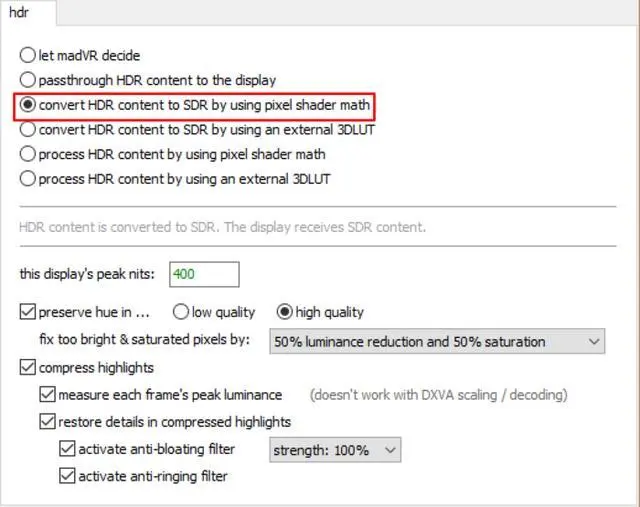 hdr
let madVR decide
passthrough HDR content to the display
convert HDR content to SDR by using pixel shader math
convert HDR content to SDR by using an external 3DLUT
process HDR content by using pixel shader math
process HDR content by using an external 3DLUT
HDR content is converted to SDR. The display receives SDR content.
this display's peak nits: 400
preserve hue in ... low quality high quality
fix too bright & saturated pixels by: 50% luminance reduction and 50% saturation
compress highlights
measure each frame's peak luminance (doesn't work with DXVA scaling / decoding)
restore details in compressed highlights
activate anti-bloating filter strength: 100%
activate anti-ringing filter